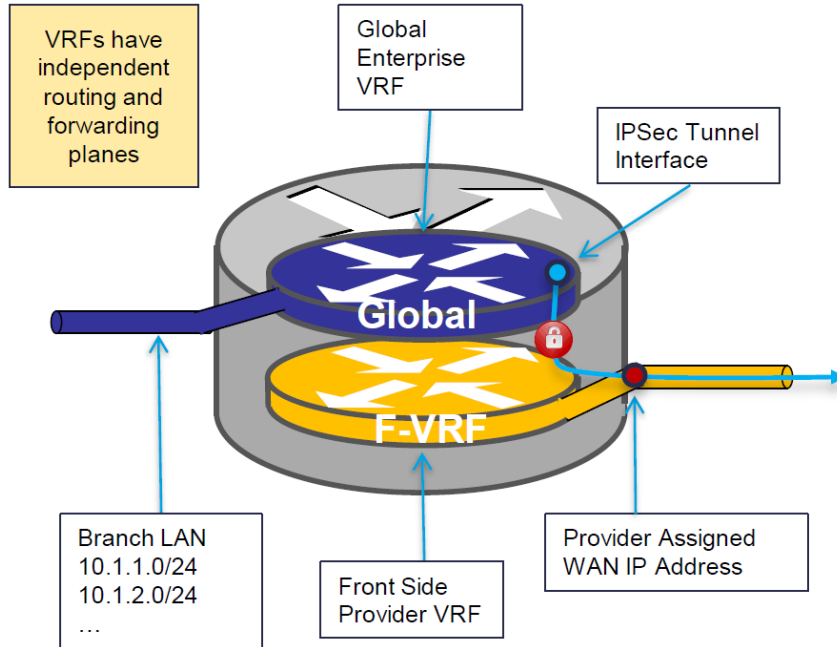 VRFs have
independent
routing and
forwarding
planes
Global
Enterprise
VRF
IPSec Tunnel
Interface
Global
F-VRF
Branch LAN
10.1.1.0/24
10.1.2.0/24
...
Front Side
Provider VRF
Provider Assigned
WAN IP Address